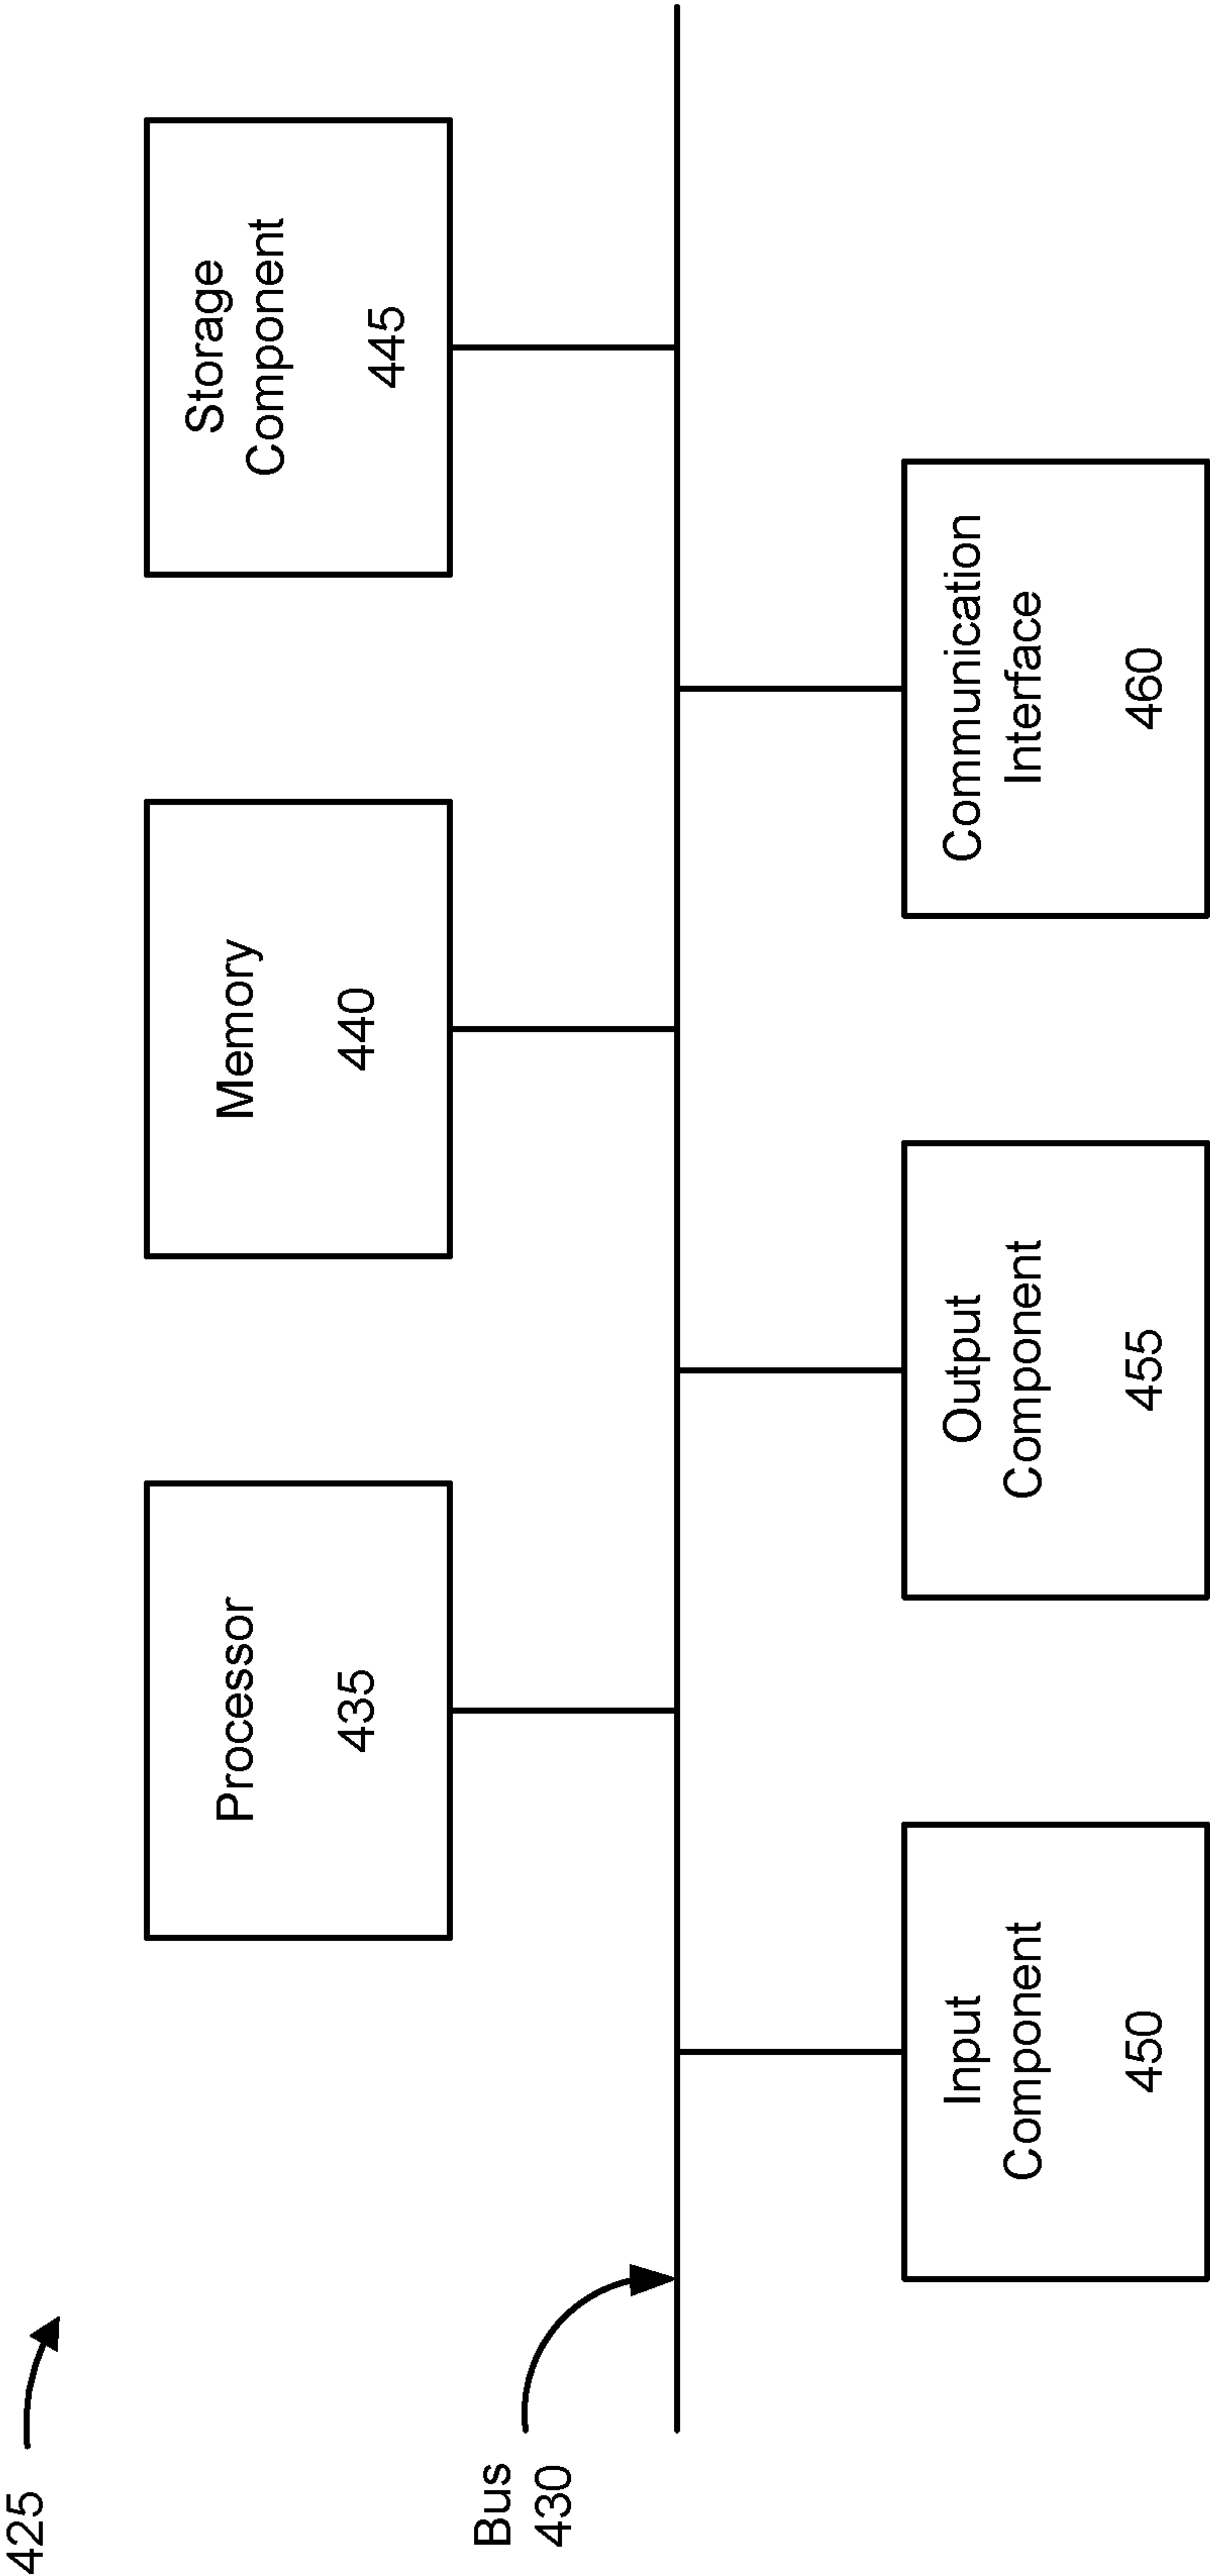 425
Processor
435
Memory
440
Storage
Component
445
Bus
430
Input
Component
450
Output
Component
455
Communication
Interface
460